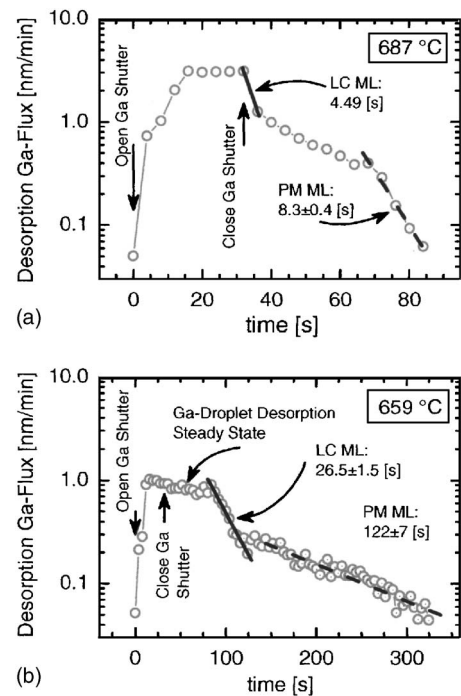 10.0
687 °C
LC ML:
4.49 [s]
Open Ga Shutter
1.0
Close Ga Shutter
PM ML:
8.3±0.4 [s]
0.1
Desorption Ga-Flux [nm/min]
0 20 40 60 80
(a)
time [s]
10.0
659 °C
Ga-Droplet Desorption
Steady State
Open Ga Shutter
LC ML:
26.5±1.5 [s]
1.0
PM ML:
122±7 [s]
Close Ga
Shutter
0.1
Desorption Ga-Flux [nm/min]
0 100 200 300
(b)
time [s]